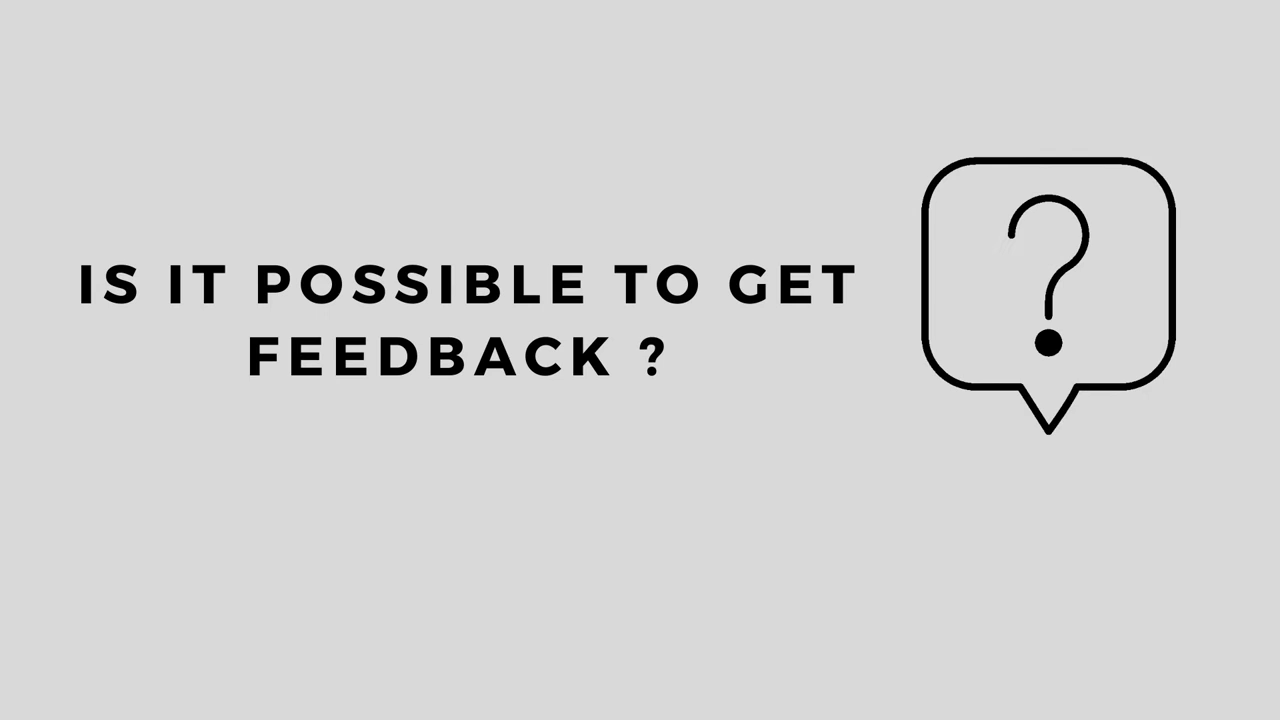 IS IT POSSIBLE TO GET
FEEDBACK ?
?